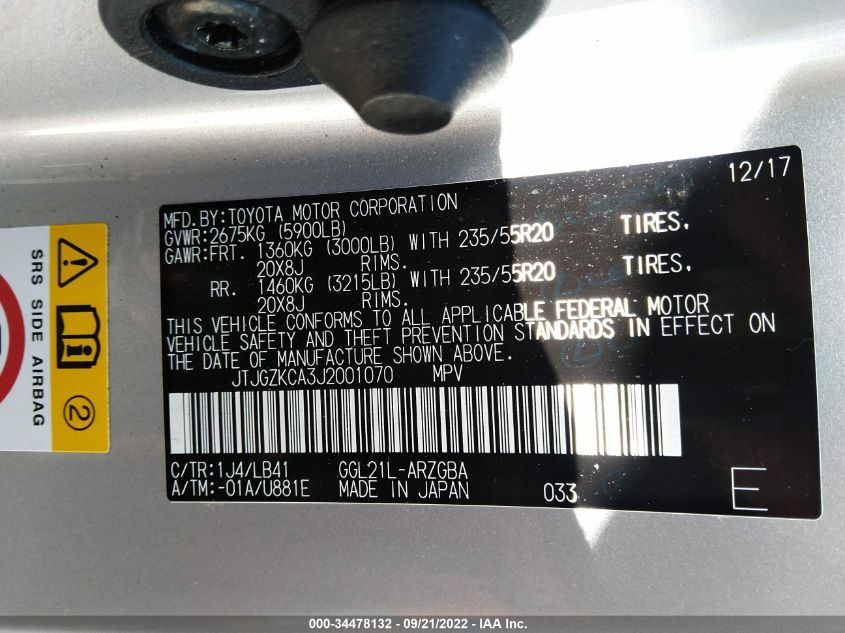 12/17
MFD.BY:TOYOTA MOTOR CORPORATION
GVWR:2675KG (5900LB)
GAWR:FRT. 1360KG (3000LB) WITH 235/55R20 TIRES.
20X8J RIMS.
RR. 1460KG (3215LB) WITH 235/55R20 TIRES.
20X8J RIMS.
THIS VEHICLE CONFORMS TO ALL APPLICABLE FEDERAL MOTOR
VEHICLE SAFETY AND THEFT PREVENTION STANDARDS IN EFFECT ON
THE DATE OF MANUFACTURE SHOWN ABOVE.
JTJGZKCA3J2001070 MPV
C/TR:1J4/LB41 GGL21L-ARZGBA
A/TM:-01A/U881E MADE IN JAPAN 033 E
SRS SIDE AIRBAG
2
000-34478132 - 09/21/2022 - IAA Inc.